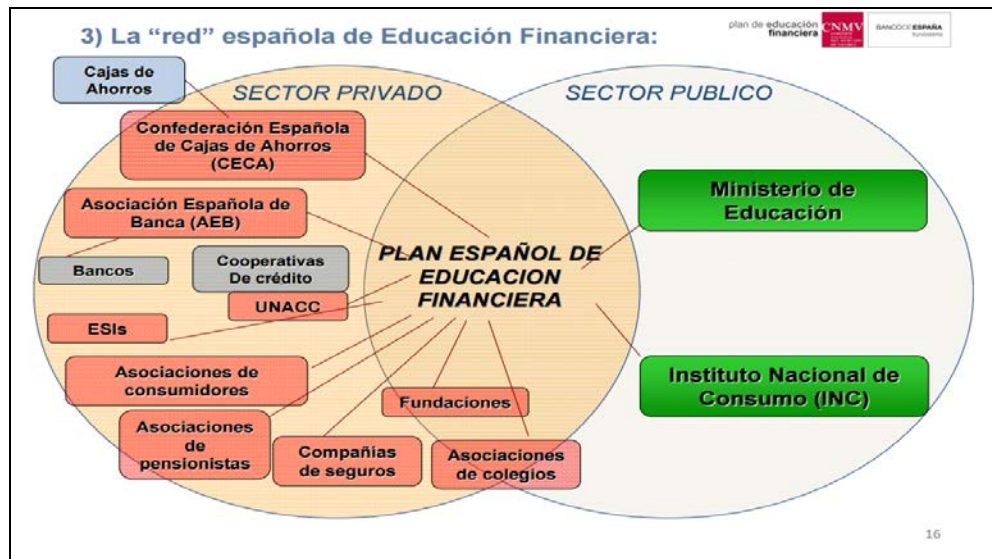 3) La “red” española de Educación Financiera:
plan de educación
financiera
CNMV
BANCODEESPAÑA
Eurosistema
Cajas de
Ahorros
SECTOR PRIVADO
SECTOR PUBLICO
Confederación Española
de Cajas de Ahorros
(CECA)
Asociación Española de
Banca (AEB)
Ministerio de
Educación
Bancos
Cooperativas
De crédito
PLAN ESPAÑOL DE
EDUCACION
FINANCIERA
UNACC
ESIs
Asociaciones de
consumidores
Instituto Nacional de
Consumo (INC)
Fundaciones
Asociaciones
de
pensionistas
Compañías
de seguros
Asociaciones
de colegios
16